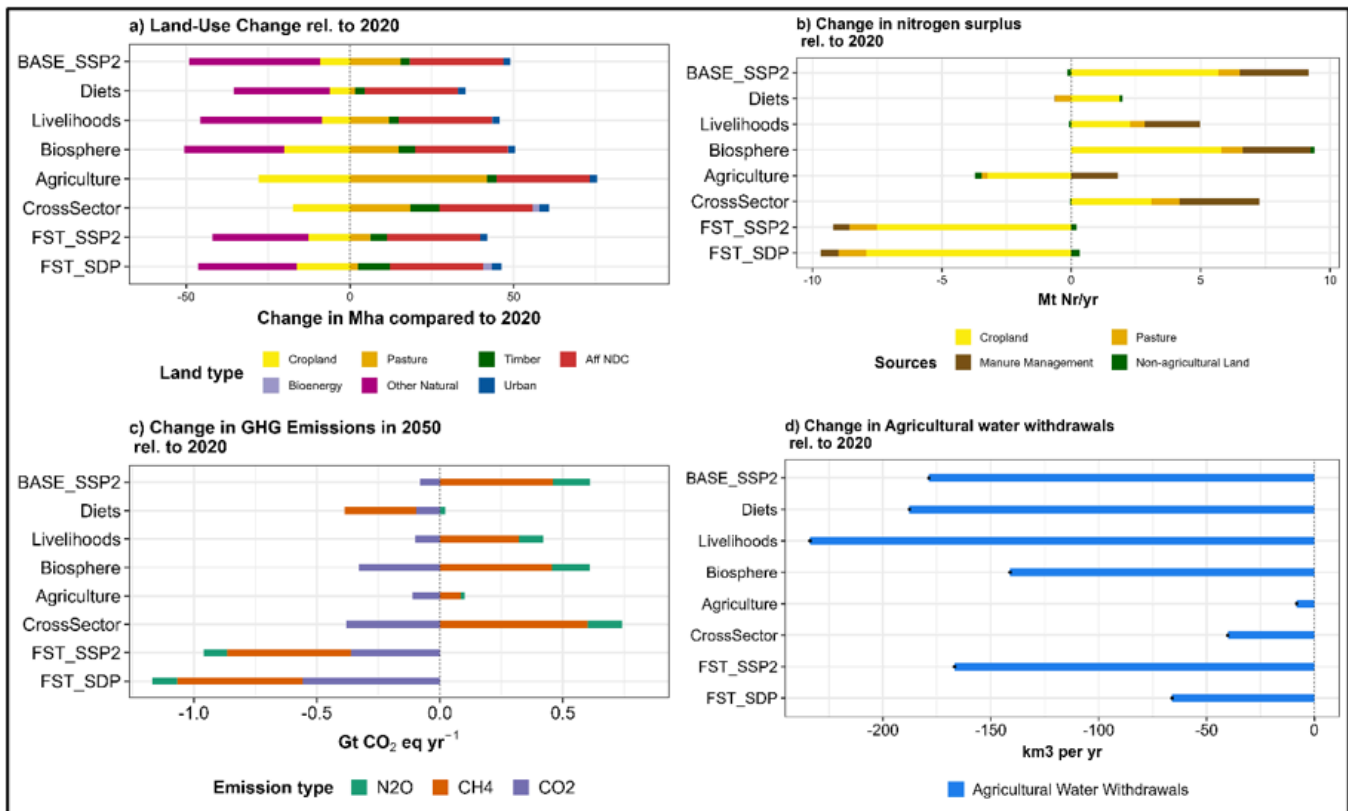 a) Land-Use Change rel. to 2020
BASE_SSP2
Diets
Livelihoods
Biosphere
Agriculture
CrossSector
FST_SSP2
FST_SDP
-50 0 50
Change in Mha compared to 2020
Land type
Cropland Pasture Timber Aff NDC
Bioenergy Other Natural Urban
b) Change in nitrogen surplus
rel. to 2020
BASE_SSP2
Diets
Livelihoods
Biosphere
Agriculture
CrossSector
FST_SSP2
FST_SDP
-10 -5 0 5 10
Mt Nr/yr
Sources
Cropland Pasture
Manure Management Non-agricultural Land
c) Change in GHG Emissions in 2050
rel. to 2020
BASE_SSP2
Diets
Livelihoods
Biosphere
Agriculture
CrossSector
FST_SSP2
FST_SDP
-1.0 -0.5 0.0 0.5
Gt CO₂ eq yr⁻¹
Emission type N2O CH4 CO2
d) Change in Agricultural water withdrawals
rel. to 2020
BASE_SSP2
Diets
Livelihoods
Biosphere
Agriculture
CrossSector
FST_SSP2
FST_SDP
-200 -150 -100 -50 0
km3 per yr
Agricultural Water Withdrawals